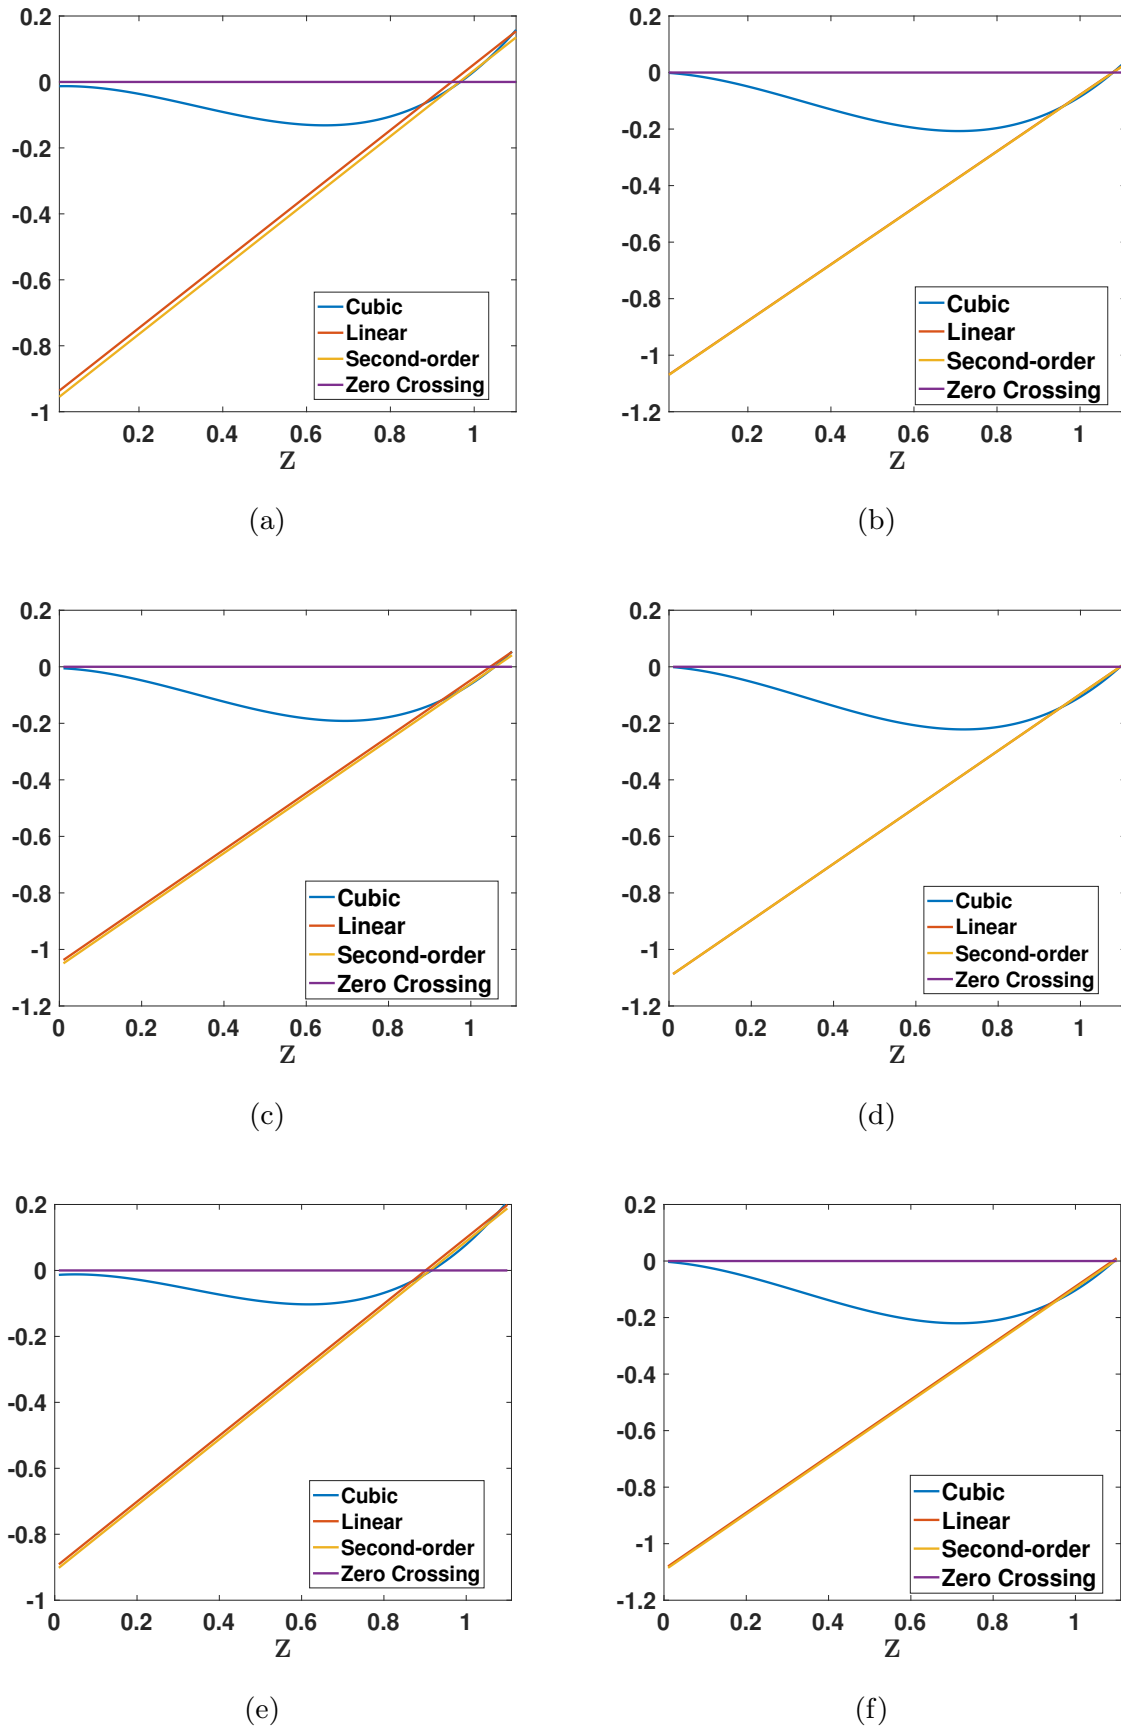 0.2
0
-0.2
-0.4
-0.6
-0.8
-1
0.2 0.4 0.6 0.8 1
Z
Cubic
Linear
Second-order
Zero Crossing
(a)
0.2
0
-0.2
-0.4
-0.6
-0.8
-1
-1.2
0.2 0.4 0.6 0.8 1
Z
Cubic
Linear
Second-order
Zero Crossing
(b)
0.2
0
-0.2
-0.4
-0.6
-0.8
-1
-1.2
0 0.2 0.4 0.6 0.8 1
Z
Cubic
Linear
Second-order
Zero Crossing
(c)
0.2
0
-0.2
-0.4
-0.6
-0.8
-1
-1.2
0 0.2 0.4 0.6 0.8 1
Z
Cubic
Linear
Second-order
Zero Crossing
(d)
0.2
0
-0.2
-0.4
-0.6
-0.8
-1
0 0.2 0.4 0.6 0.8 1
Z
Cubic
Linear
Second-order
Zero Crossing
(e)
0.2
0
-0.2
-0.4
-0.6
-0.8
-1
-1.2
0 0.2 0.4 0.6 0.8 1
Z
Cubic
Linear
Second-order
Zero Crossing
(f)